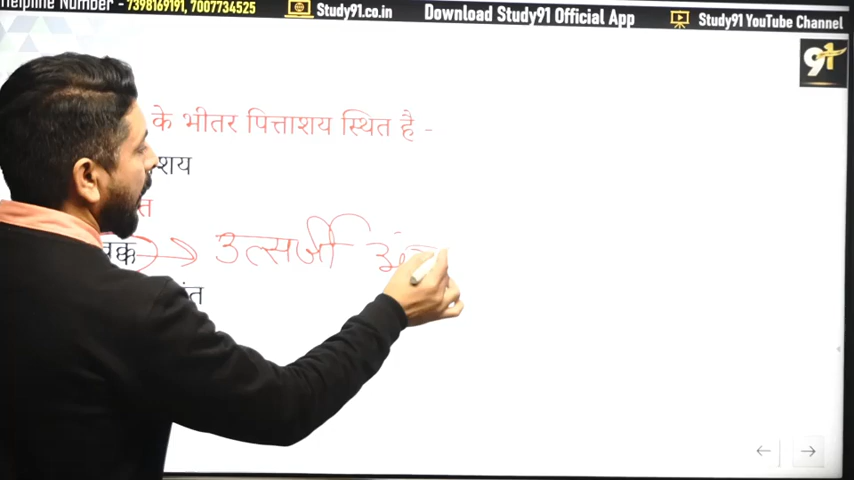 Helpline Number - 7398169191, 7007734525 Study91.co.in Download Study91 Official App Study91 YouTube Channel
91
के भीतर पित्ताशय स्थित है -
शय
त
क्क → उत्सर्जी
ंत